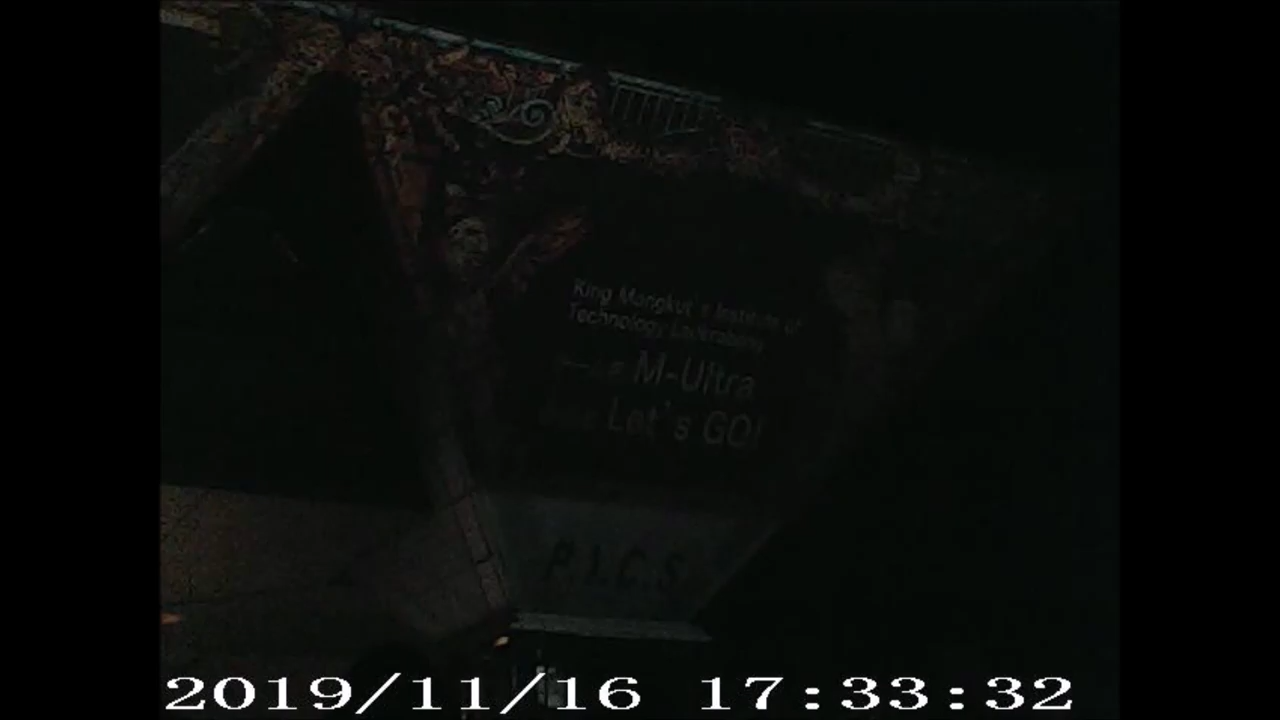 King Mongkut's Institute of
Technology Ladkrabang
M-Ultra
Let's GO!
P.I.C.S
2019/11/16 17:33:32